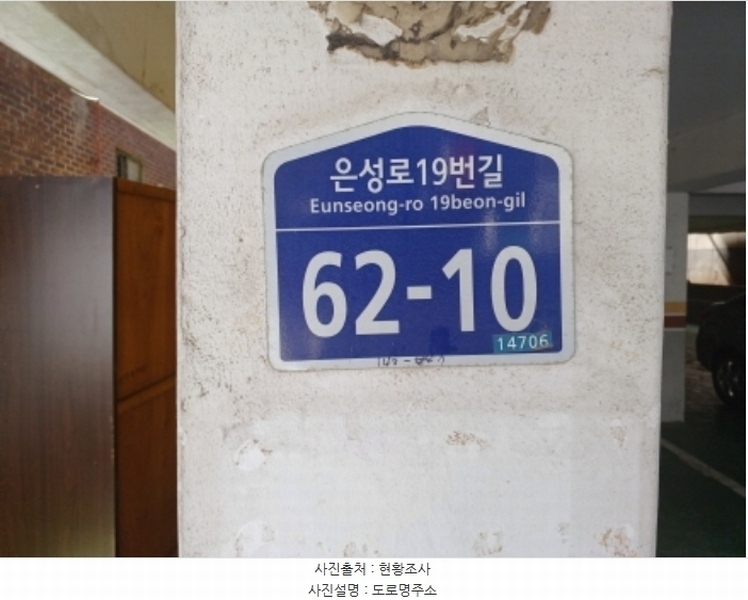 은성로19번길
Eunseong-ro 19beon-gil
62-10
14706
사진출처 : 현황조사
사진설명 : 도로명주소